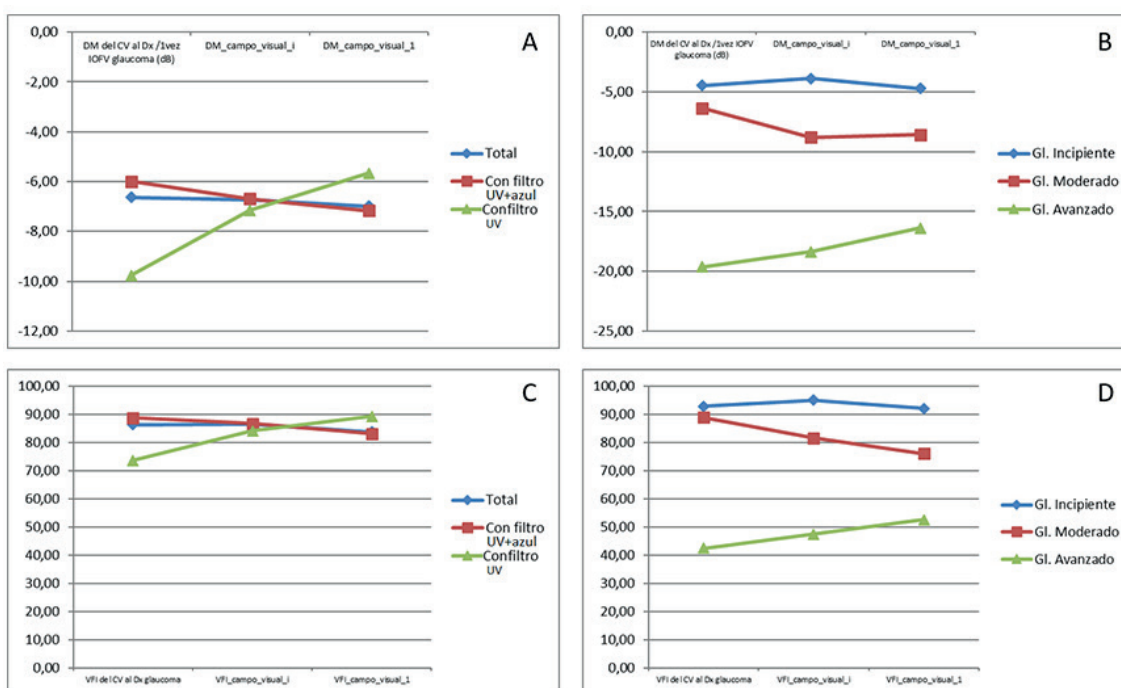 A
0,00
-2,00
-4,00
-6,00
-8,00
-10,00
-12,00
DM del CV al Dx /1vez
IOFV glaucoma (dB)
DM_campo_visual_i
DM_campo_visual_1
Total
Con filtro
UV+azul
Confiltro
UV
B
0,00
-5,00
-10,00
-15,00
-20,00
-25,00
DM del CV al Dx /1vez IOFV
glaucoma (dB)
DM_campo_visual_i
DM_campo_visual_1
Gl. Incipiente
Gl. Moderado
Gl. Avanzado
C
100,00
90,00
80,00
70,00
60,00
50,00
40,00
30,00
20,00
10,00
0,00
Total
Con filtro
UV+azul
Confiltro
UV
VFI del CV al Dx glaucoma
VFI_campo_visual_i
VFI_campo_visual_1
D
100,00
90,00
80,00
70,00
60,00
50,00
40,00
30,00
20,00
10,00
0,00
Gl. Incipiente
Gl. Moderado
Gl. Avanzado
VFI del CV al Dx glaucoma
VFI_campo_visual_i
VFI_campo_visual_1